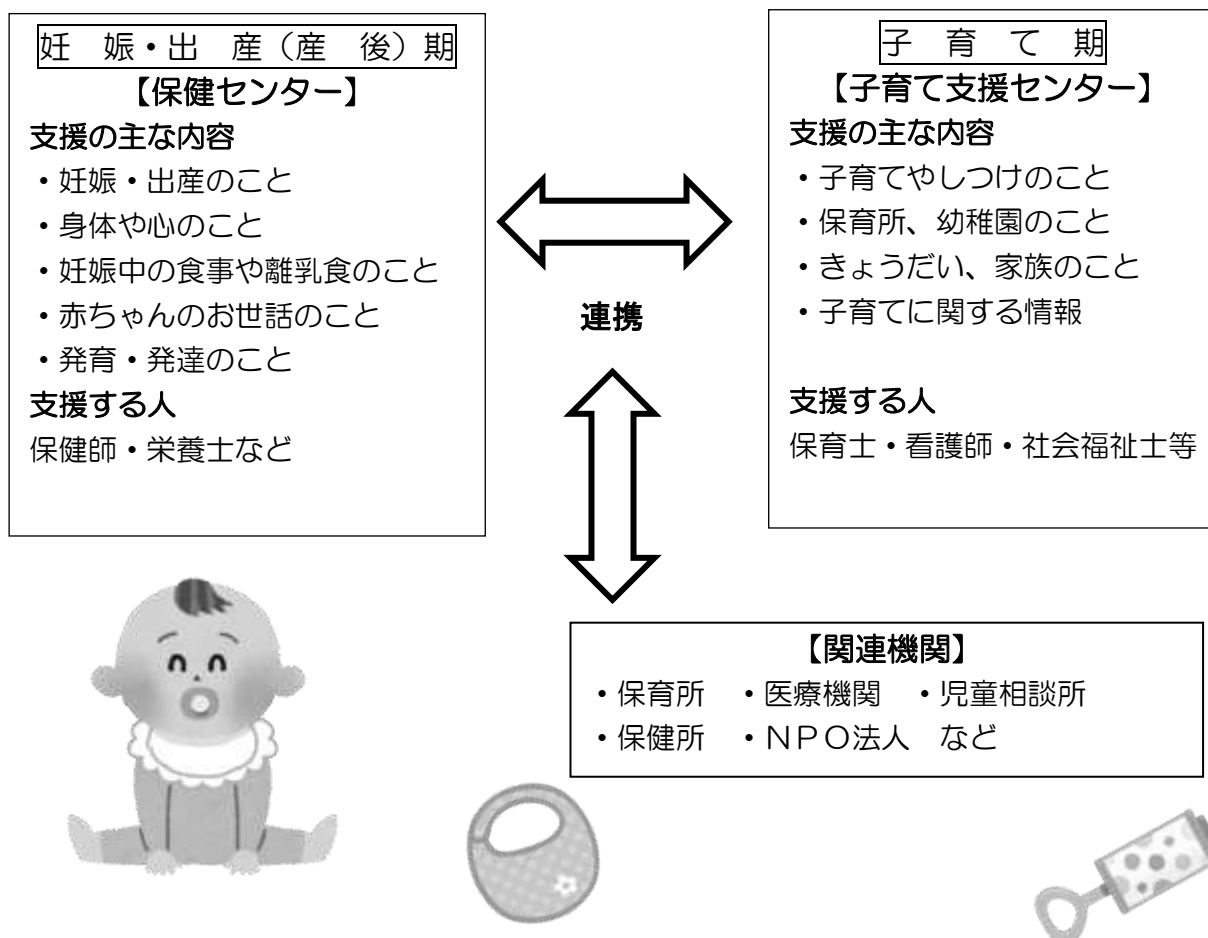 妊　娠・出　産（産　後）期
【保健センター】
支援の主な内容
・妊娠・出産のこと
・身体や心のこと
・妊娠中の食事や離乳食のこと
・赤ちゃんのお世話のこと
・発育・発達のこと
支援する人
保健師・栄養士など
連携
子　育　て　期
【子育て支援センター】
支援の主な内容
・子育てやしつけのこと
・保育所、幼稚園のこと
・きょうだい、家族のこと
・子育てに関する情報
支援する人
保育士・看護師・社会福祉士等
【関連機関】
・保育所　・医療機関　・児童相談所
・保健所　・ＮＰＯ法人　など